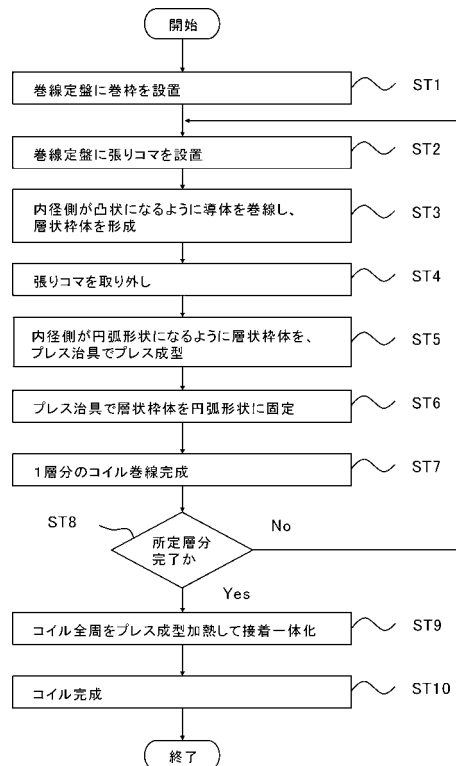 開始
巻線定盤に巻枠を設置
ST1
巻線定盤に張りコマを設置
ST2
内径側が凸状になるように導体を巻線し、
層状枠体を形成
ST3
張りコマを取り外し
ST4
内径側が円弧形状になるように層状枠体を、
プレス治具でプレス成型
ST5
プレス治具で層状枠体を円弧形状に固定
ST6
1層分のコイル巻線完成
ST7
ST8
所定層分
完了か
No
Yes
コイル全周をプレス成型加熱して接着一体化
ST9
コイル完成
ST10
終了